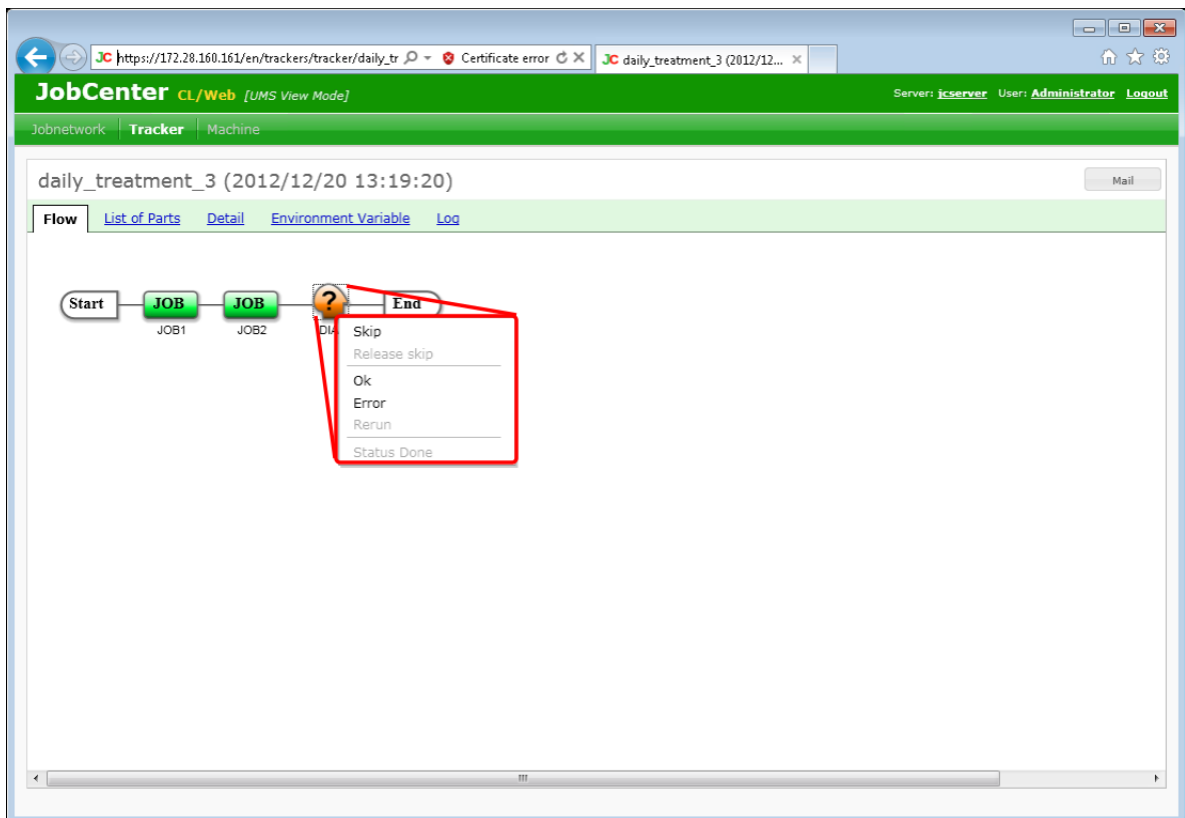 JC https://172.28.160.161/en/trackers/tracker/daily_tr Certificate error JC daily_treatment_3 (2012/12...
JobCenter CL/Web [UMS View Mode] Server: jcserver User: Administrator Logout
Jobnetwork Tracker Machine
daily_treatment_3 (2012/12/20 13:19:20) Mail
Flow List of Parts Detail Environment Variable Log
Start JOB JOB ? End
JOB1 JOB2 DIA
Skip
Release skip
Ok
Error
Rerun
Status Done